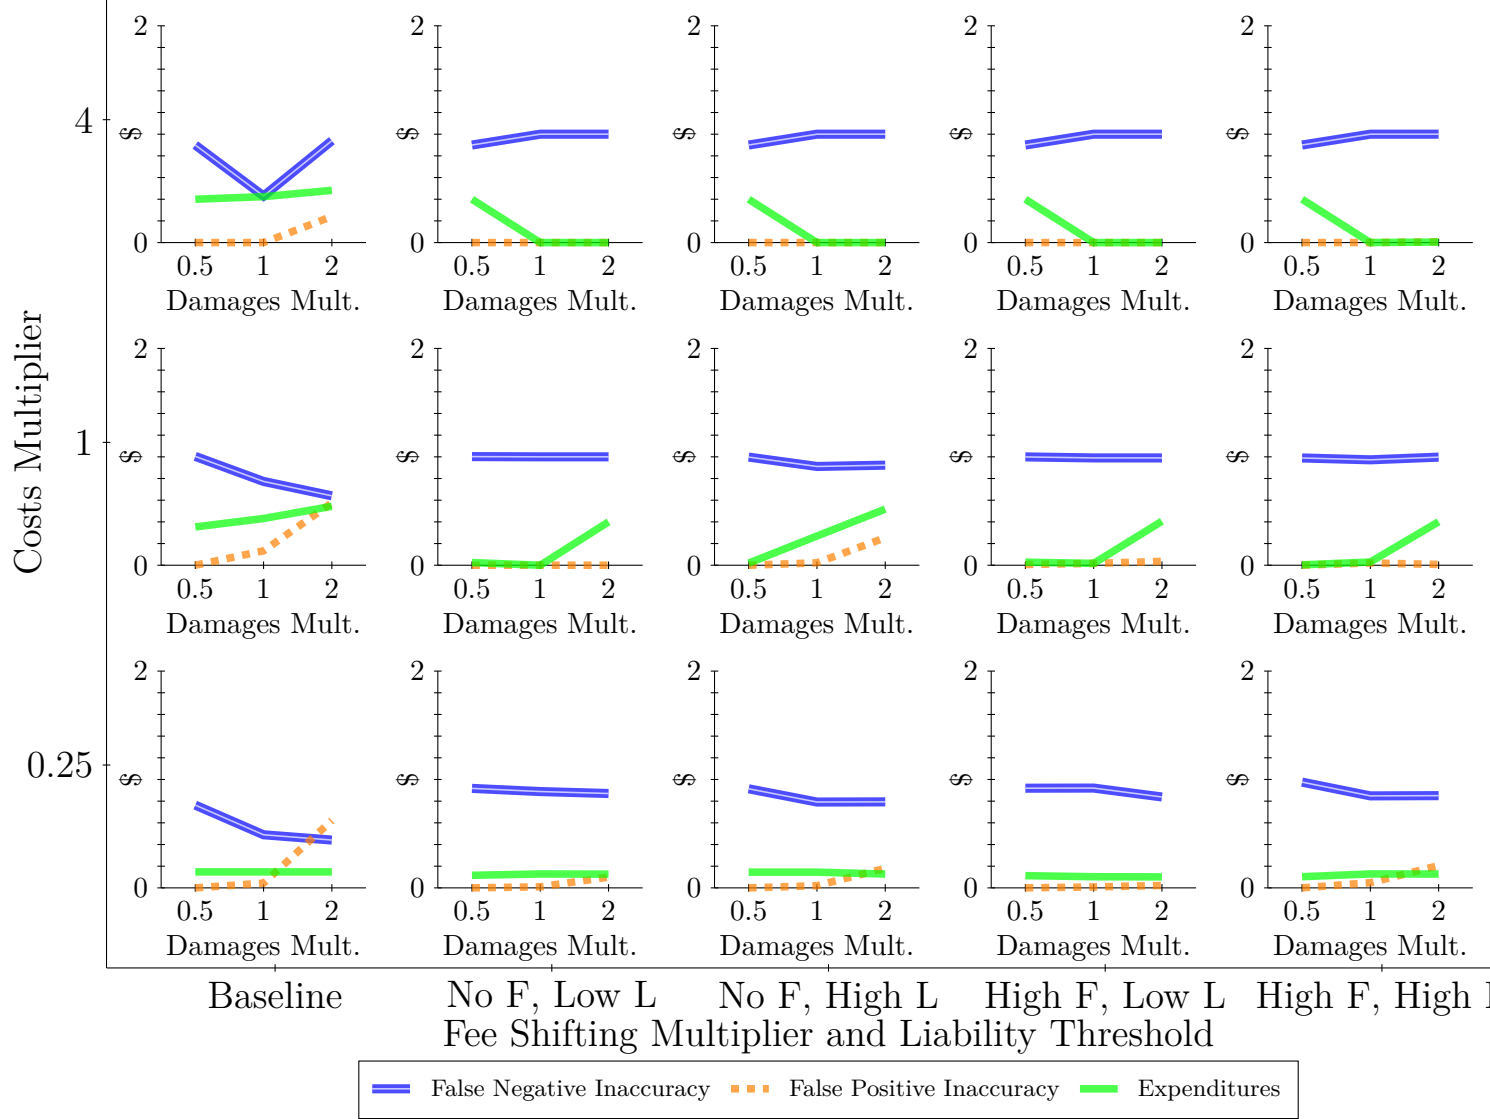 Costs Multiplier
4
2 2 2 2 2
$ $ $ $ $
0 0 0 0 0
0.5 1 2 0.5 1 2 0.5 1 2 0.5 1 2 0.5 1 2
Damages Mult. Damages Mult. Damages Mult. Damages Mult. Damages Mult.
1
2 2 2 2 2
$ $ $ $ $
0 0 0 0 0
0.5 1 2 0.5 1 2 0.5 1 2 0.5 1 2 0.5 1 2
Damages Mult. Damages Mult. Damages Mult. Damages Mult. Damages Mult.
0.25
2 2 2 2 2
$ $ $ $ $
0 0 0 0 0
0.5 1 2 0.5 1 2 0.5 1 2 0.5 1 2 0.5 1 2
Damages Mult. Damages Mult. Damages Mult. Damages Mult. Damages Mult.
Baseline No F, Low L No F, High L High F, Low L High F, High
Fee Shifting Multiplier and Liability Threshold
False Negative Inaccuracy False Positive Inaccuracy Expenditures